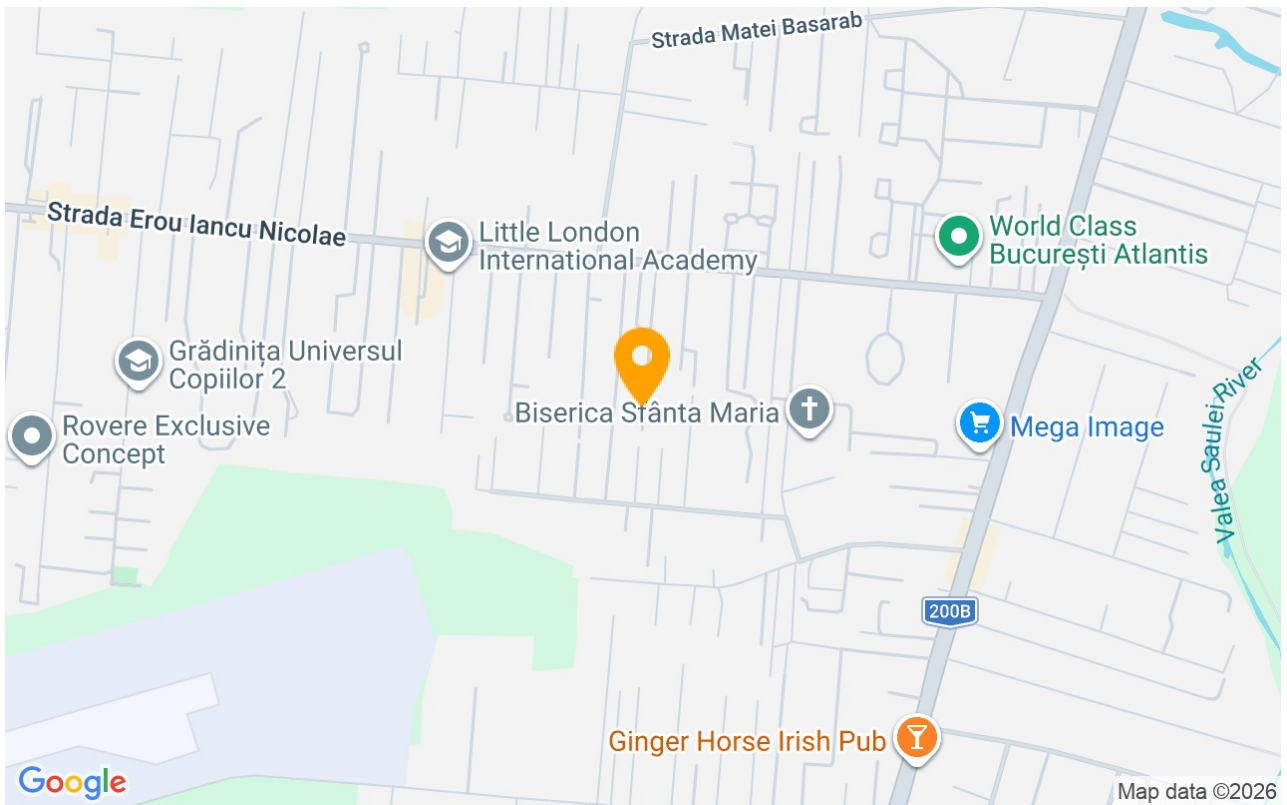 Strada Matei Basarab
Strada Erou Iancu Nicolae
Little London
International Academy
World Class
București Atlantis
Grădinița Universul
Copiilor 2
Biserica Sfânta Maria
Mega Image
Rovere Exclusive
Concept
Valea Saulei River
200B
Ginger Horse Irish Pub
Google
Map data ©2026